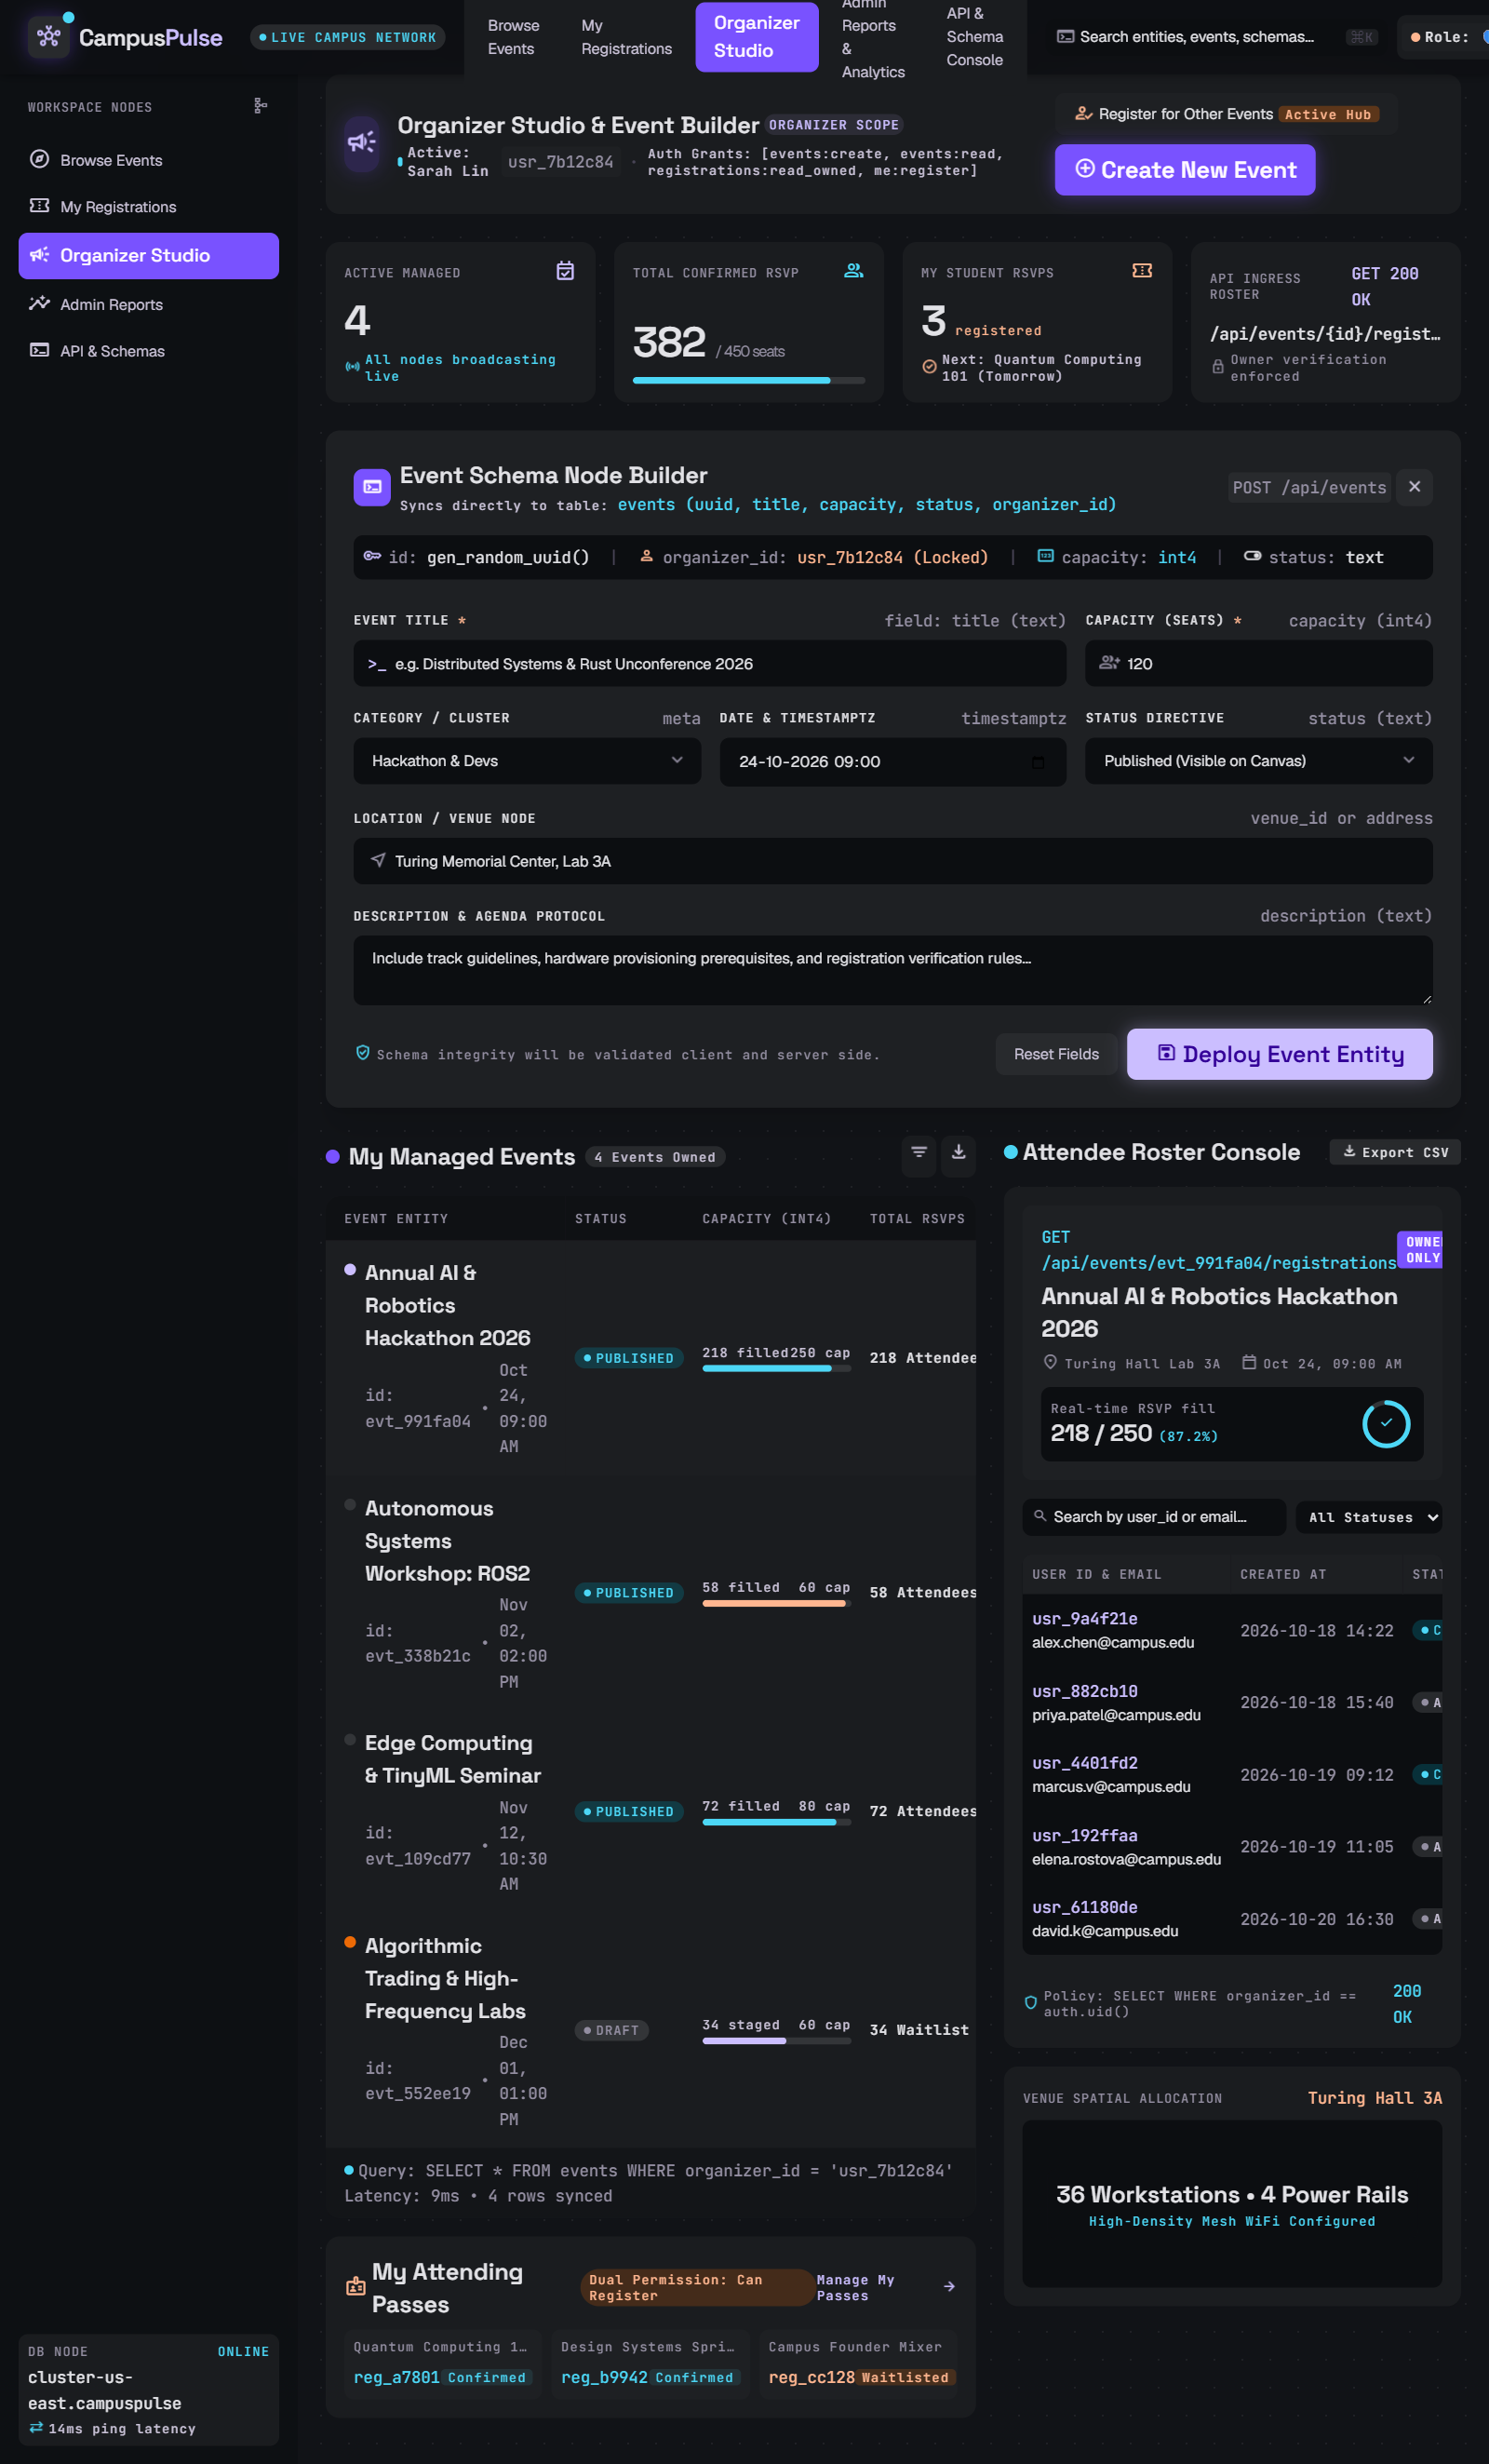 CampusPulse
LIVE CAMPUS NETWORK
Browse
Events
My
Registrations
Organizer
Studio
Admin
Reports
&
Analytics
API &
Schema
Console
Search entities, events, schemas...
⌘K
Role:
WORKSPACE NODES
Browse Events
My Registrations
Organizer Studio
Admin Reports
API & Schemas
Organizer Studio & Event Builder
ORGANIZER SCOPE
Active:
Sarah Lin
usr_7b12c84
•
Auth Grants: [events:create, events:read,
registrations:read_owned, me:register]
Register for Other Events
Active Hub
Create New Event
ACTIVE MANAGED
4
All nodes broadcasting
live
TOTAL CONFIRMED RSVP
382 / 450 seats
MY STUDENT RSVPS
3 registered
Next: Quantum Computing
101 (Tomorrow)
API INGRESS
ROSTER
GET 200
OK
/api/events/{id}/regist…
Owner verification
enforced
Event Schema Node Builder
Syncs directly to table: events (uuid, title, capacity, status, organizer_id)
POST /api/events
id: gen_random_uuid() | organizer_id: usr_7b12c84 (Locked) | capacity: int4 | status: text
EVENT TITLE *
field: title (text)
>_ e.g. Distributed Systems & Rust Unconference 2026
CAPACITY (SEATS) *
capacity (int4)
120
CATEGORY / CLUSTER
meta
Hackathon & Devs
DATE & TIMESTAMPTZ
timestamptz
24-10-2026 09:00
STATUS DIRECTIVE
status (text)
Published (Visible on Canvas)
LOCATION / VENUE NODE
venue_id or address
Turing Memorial Center, Lab 3A
DESCRIPTION & AGENDA PROTOCOL
description (text)
Include track guidelines, hardware provisioning prerequisites, and registration verification rules...
Schema integrity will be validated client and server side.
Reset Fields
Deploy Event Entity
My Managed Events
4 Events Owned
EVENT ENTITY
STATUS
CAPACITY (INT4)
TOTAL RSVPS
Annual AI &
Robotics
Hackathon 2026
id:
evt_991fa04
•
Oct
24,
09:00
AM
PUBLISHED
218 filled 250 cap
218 Attendee
Autonomous
Systems
Workshop: ROS2
id:
evt_338b21c
•
Nov
02,
02:00
PM
PUBLISHED
58 filled 60 cap
58 Attendees
Edge Computing
& TinyML Seminar
id:
evt_109cd77
•
Nov
12,
10:30
AM
PUBLISHED
72 filled 80 cap
72 Attendees
Algorithmic
Trading & High-
Frequency Labs
id:
evt_552ee19
•
Dec
01,
01:00
PM
DRAFT
34 staged 60 cap
34 Waitlist
Query: SELECT * FROM events WHERE organizer_id = 'usr_7b12c84'
Latency: 9ms • 4 rows synced
Attendee Roster Console
Export CSV
GET
/api/events/evt_991fa04/registrations
OWNE
ONLY
Annual AI & Robotics Hackathon
2026
Turing Hall Lab 3A
Oct 24, 09:00 AM
Real-time RSVP fill
218 / 250 (87.2%)
Search by user_id or email...
All Statuses
USER ID & EMAIL
CREATED AT
STAT
usr_9a4f21e
alex.chen@campus.edu
2026-10-18 14:22
C
usr_882cb10
priya.patel@campus.edu
2026-10-18 15:40
A
usr_4401fd2
marcus.v@campus.edu
2026-10-19 09:12
C
usr_192ffaa
elena.rostova@campus.edu
2026-10-19 11:05
A
usr_61180de
david.k@campus.edu
2026-10-20 16:30
A
Policy: SELECT WHERE organizer_id ==
auth.uid()
200
OK
VENUE SPATIAL ALLOCATION
Turing Hall 3A
36 Workstations • 4 Power Rails
High-Density Mesh WiFi Configured
My Attending
Passes
Dual Permission: Can
Register
Manage My
Passes
Quantum Computing 1…
reg_a7801 Confirmed
Design Systems Spri…
reg_b9942 Confirmed
Campus Founder Mixer
reg_cc128 Waitlisted
DB NODE
ONLINE
cluster-us-
east.campuspulse
14ms ping latency